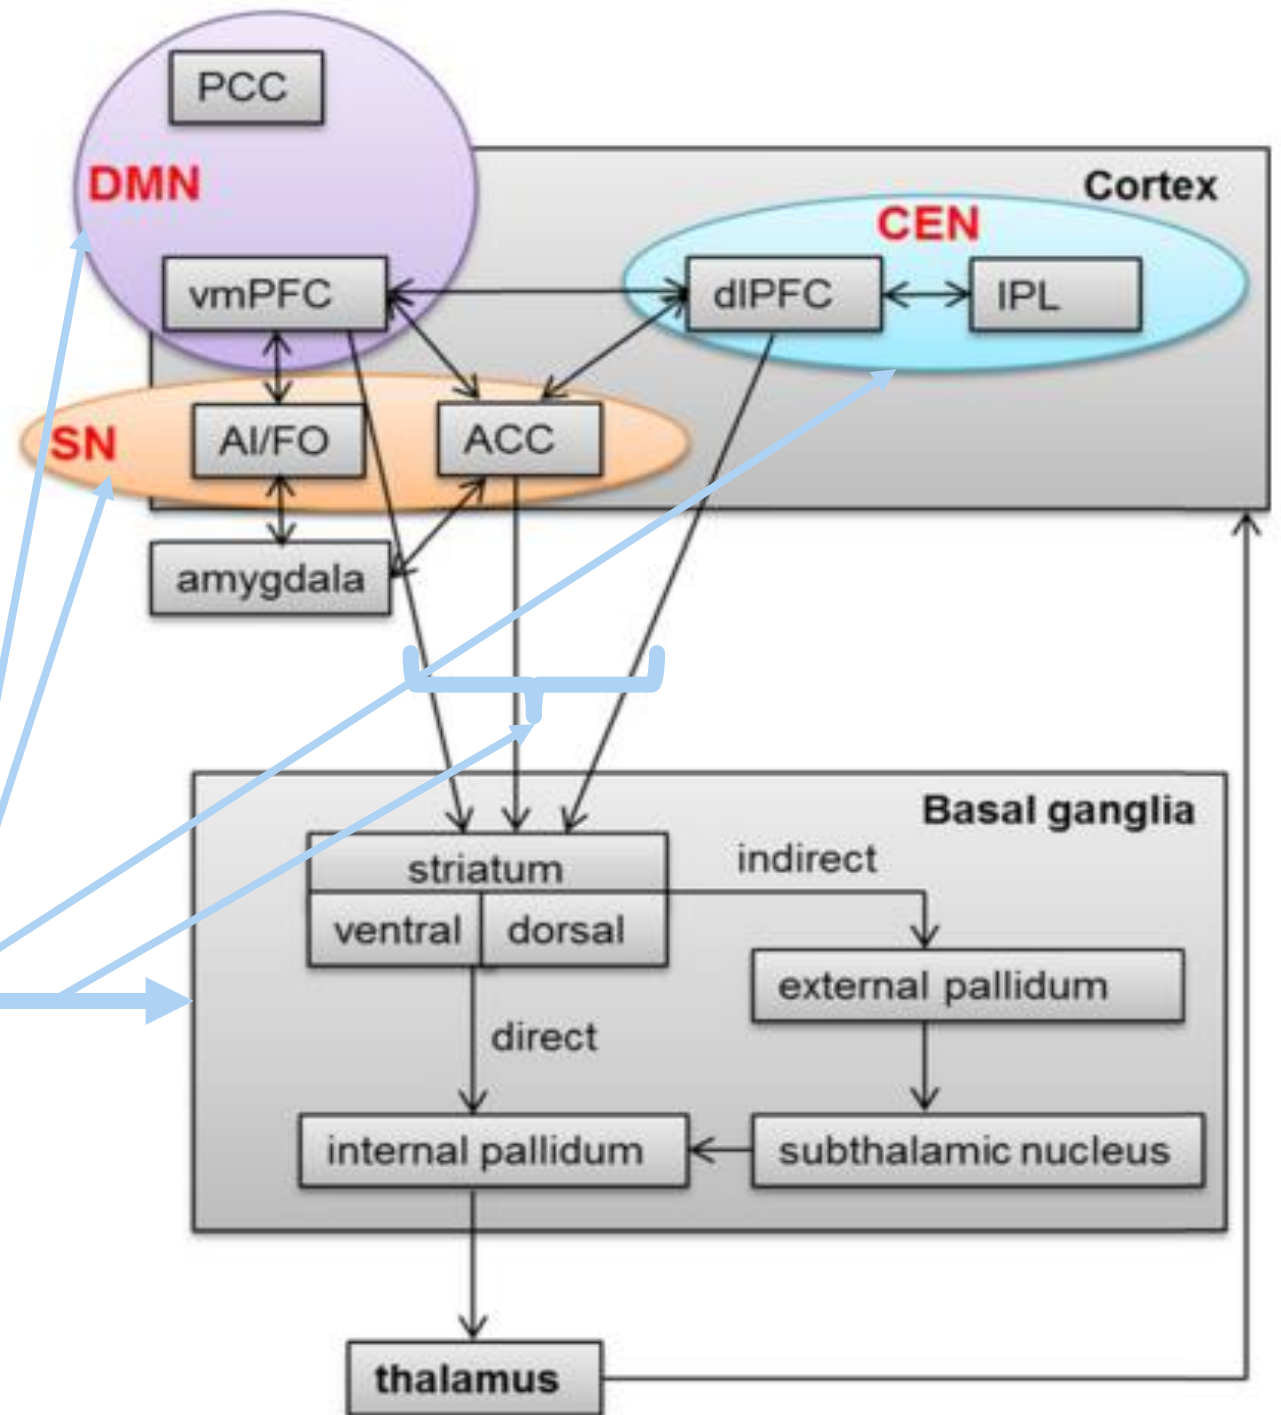 PCC
DMN
Cortex
CEN
vmPFC
dlPFC
IPL
SN
AI/FO
ACC
amygdala
Basal ganglia
striatum
indirect
ventral
dorsal
external pallidum
direct
internal pallidum
subthalamic nucleus
thalamus